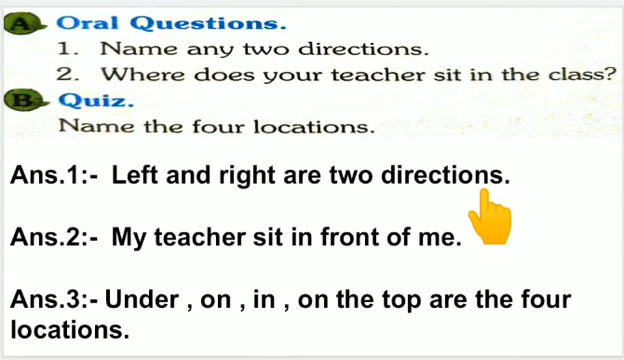 A. Oral Questions.
1. Name any two directions.
2. Where does your teacher sit in the class?
B. Quiz.
Name the four locations.
Ans.1:- Left and right are two directions.
Ans.2:- My teacher sit in front of me.
Ans.3:- Under , on , in , on the top are the four
locations.